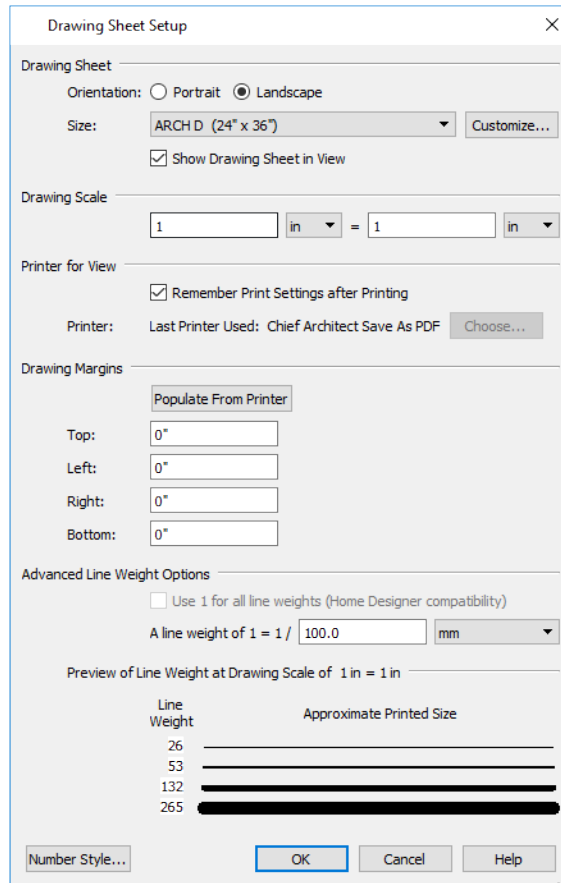 Drawing Sheet Setup
Drawing Sheet
Orientation: Portrait Landscape
Size: ARCH D (24" x 36") Customize...
Show Drawing Sheet in View
Drawing Scale
1 in = 1 in
Printer for View
Remember Print Settings after Printing
Printer: Last Printer Used: Chief Architect Save As PDF Choose...
Drawing Margins
Populate From Printer
Top: 0"
Left: 0"
Right: 0"
Bottom: 0"
Advanced Line Weight Options
Use 1 for all line weights (Home Designer compatibility)
A line weight of 1 = 1 / 100.0 mm
Preview of Line Weight at Drawing Scale of 1 in = 1 in
Line Weight Approximate Printed Size
26
53
132
265
Number Style... OK Cancel Help